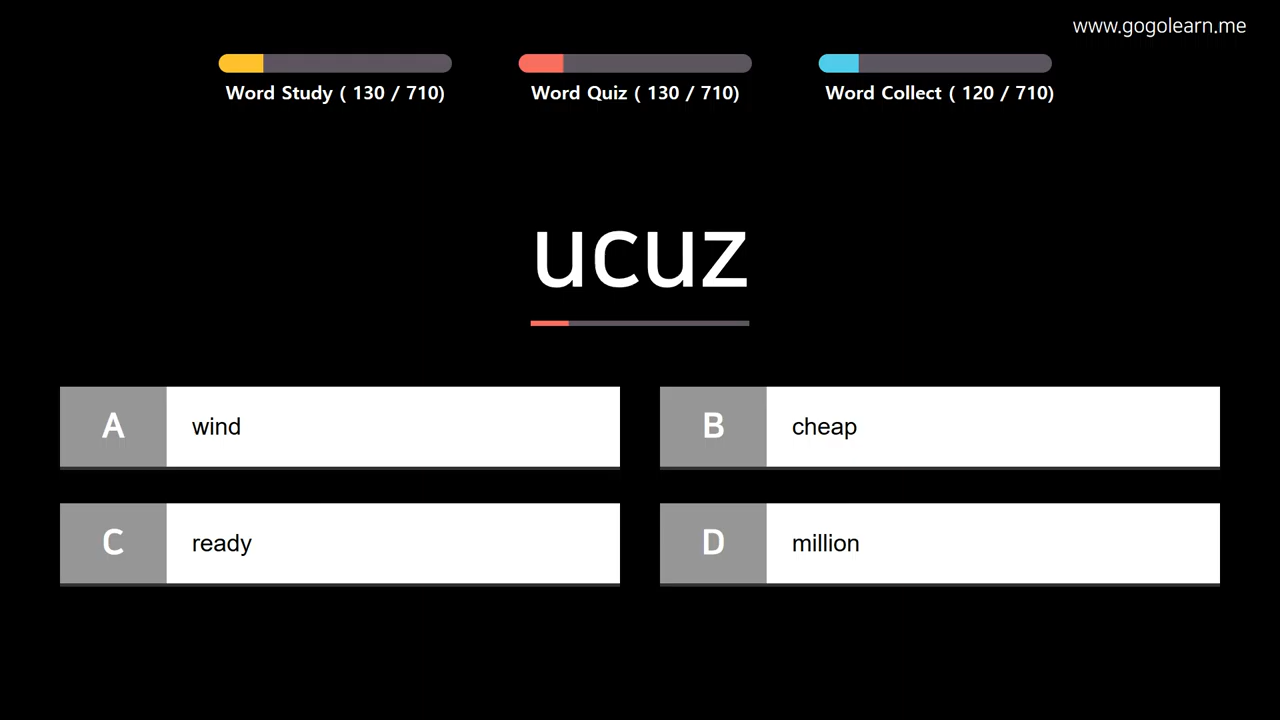 www.gogolearn.me
Word Study ( 130 / 710)
Word Quiz ( 130 / 710)
Word Collect ( 120 / 710)
ucuz
A wind
B cheap
C ready
D million